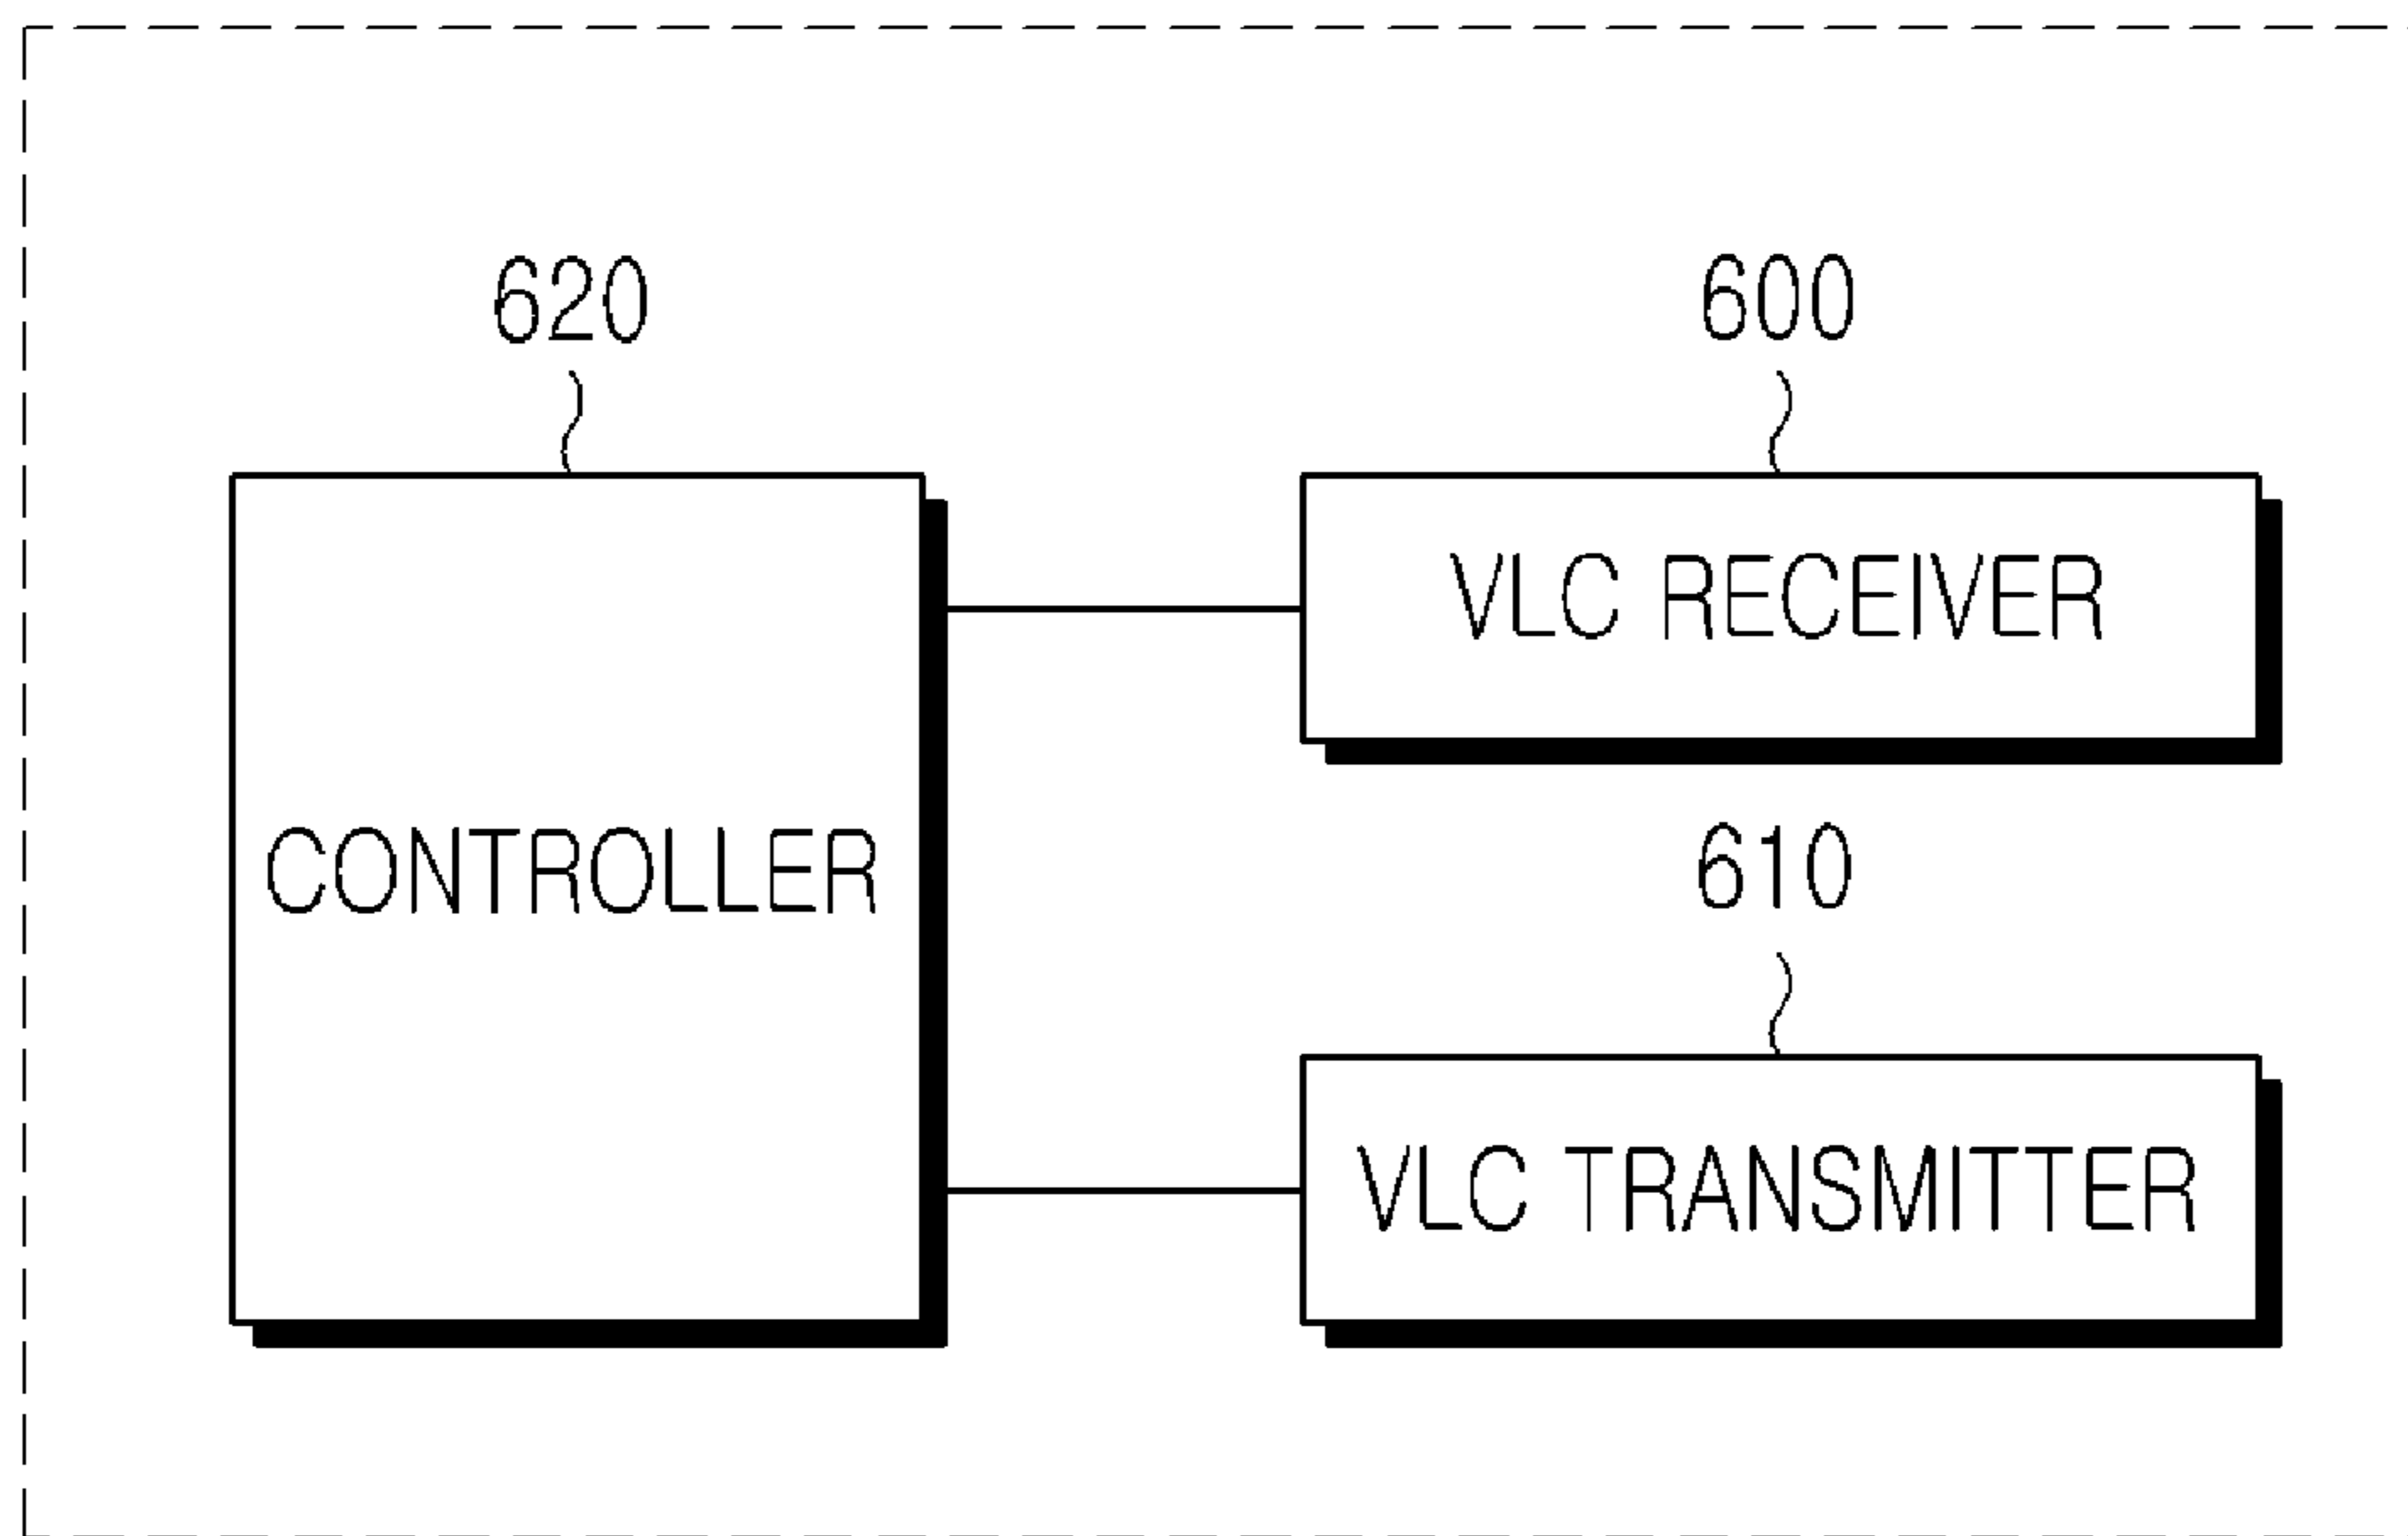 620
600
CONTROLLER
VLC RECEIVER
610
VLC TRANSMITTER